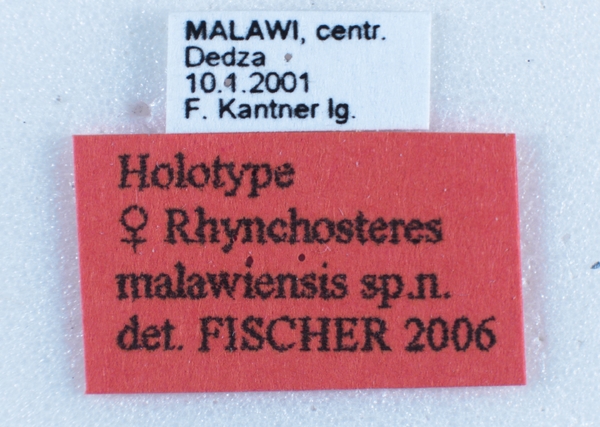 MALAWI, centr.
Dedza
10.1.2001
F. Kantner lg.
Holotype
♀ Rhynchosteres
malawiensis sp.n.
det. FISCHER 2006